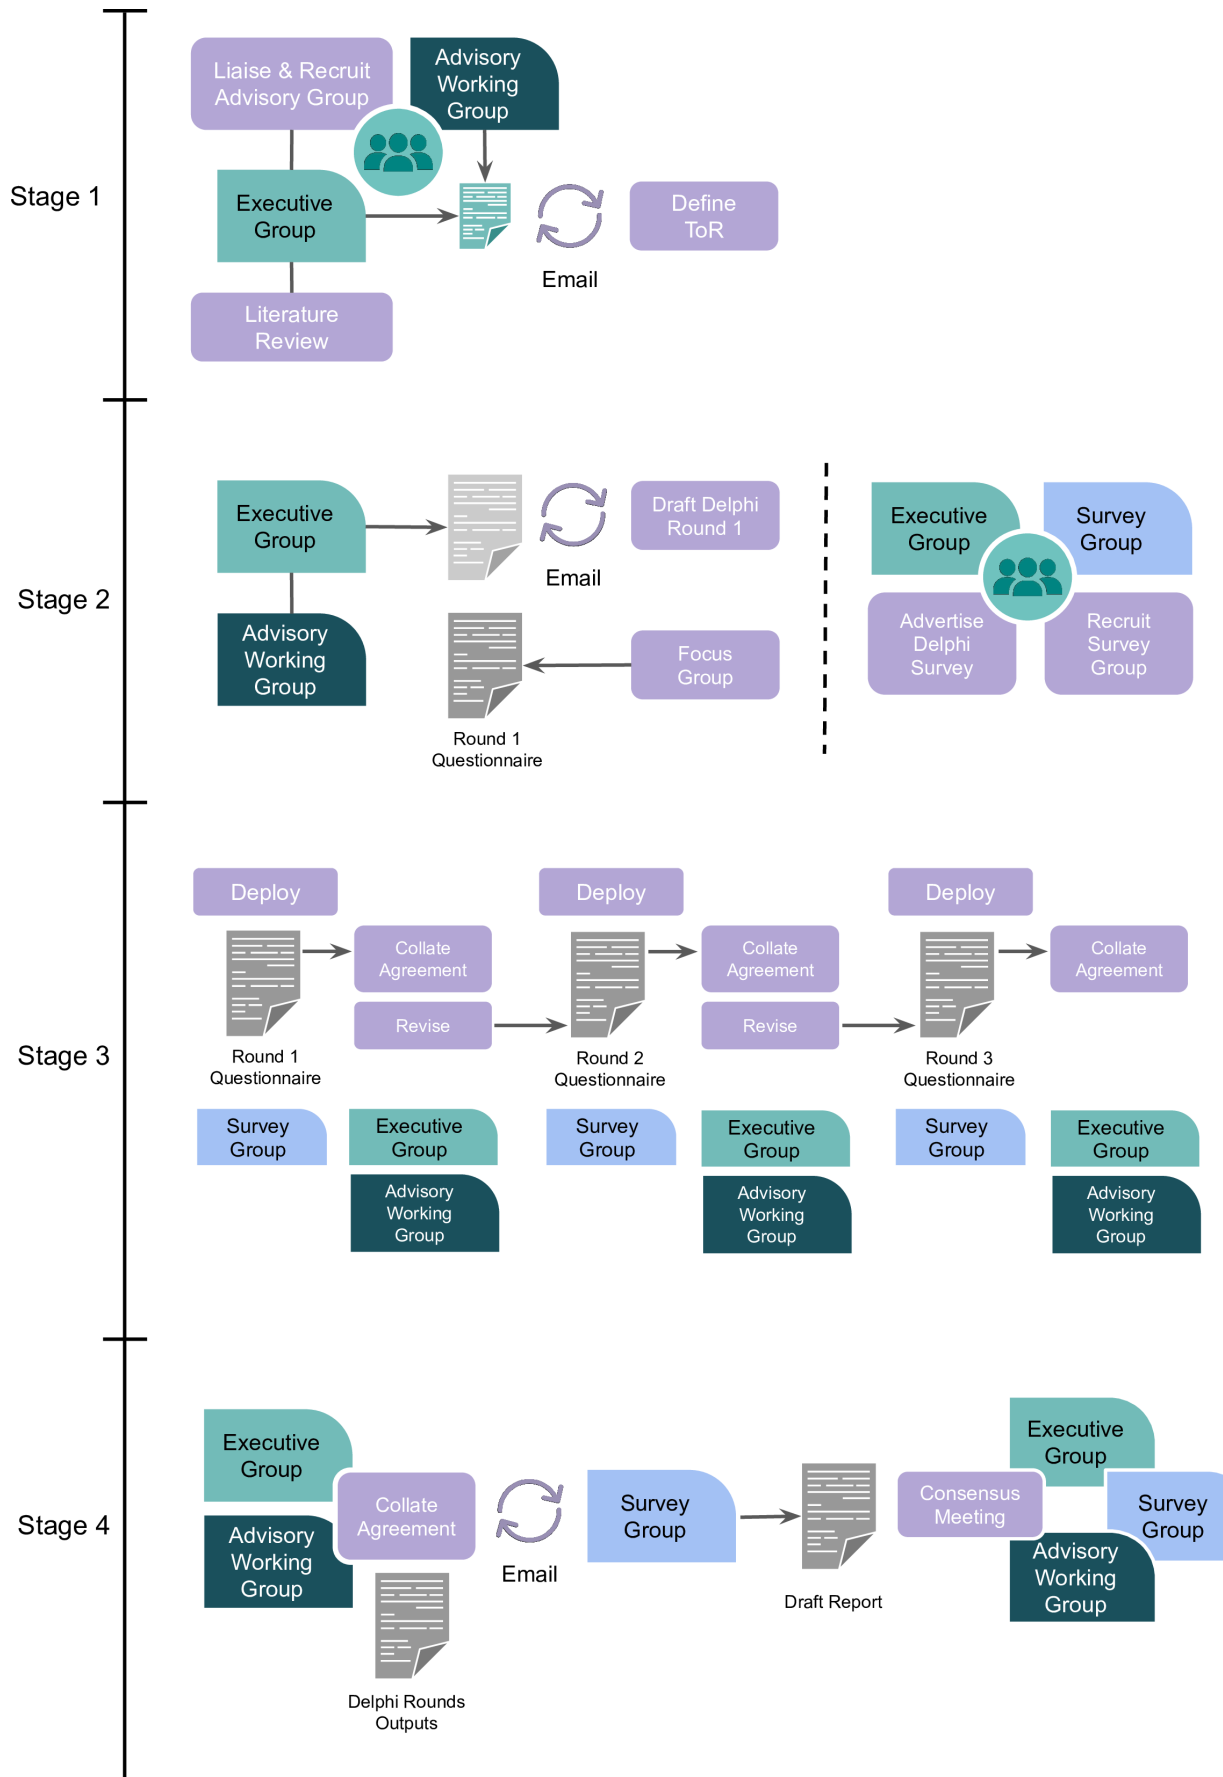 Stage 1
Liaise & Recruit
Advisory Group
Advisory
Working
Group
Executive
Group
Email
Define
ToR
Literature
Review
Stage 2
Executive
Group
Email
Draft Delphi
Round 1
Advisory
Working
Group
Round 1
Questionnaire
Focus
Group
Executive
Group
Survey
Group
Advertise
Delphi
Survey
Recruit
Survey
Group
Stage 3
Deploy
Collate
Agreement
Revise
Round 1
Questionnaire
Survey
Group
Executive
Group
Advisory
Working
Group
Deploy
Collate
Agreement
Revise
Round 2
Questionnaire
Survey
Group
Executive
Group
Advisory
Working
Group
Deploy
Collate
Agreement
Round 3
Questionnaire
Survey
Group
Executive
Group
Advisory
Working
Group
Stage 4
Executive
Group
Advisory
Working
Group
Collate
Agreement
Delphi Rounds
Outputs
Email
Survey
Group
Draft Report
Consensus
Meeting
Executive
Group
Survey
Group
Advisory
Working
Group